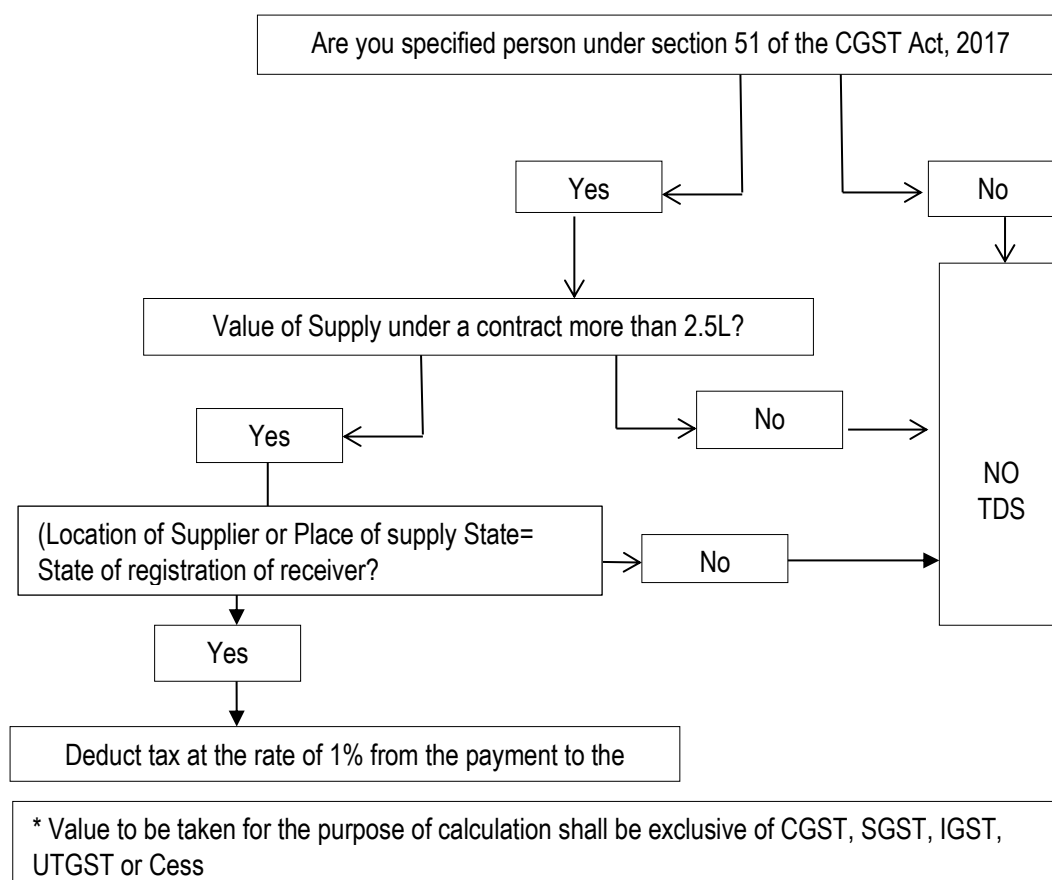 Are you specified person under section 51 of the CGST Act, 2017
Yes
No
Value of Supply under a contract more than 2.5L?
Yes
No
NO
TDS
(Location of Supplier or Place of supply State=
State of registration of receiver?
No
Yes
Deduct tax at the rate of 1% from the payment to the
* Value to be taken for the purpose of calculation shall be exclusive of CGST, SGST, IGST,
UTGST or Cess